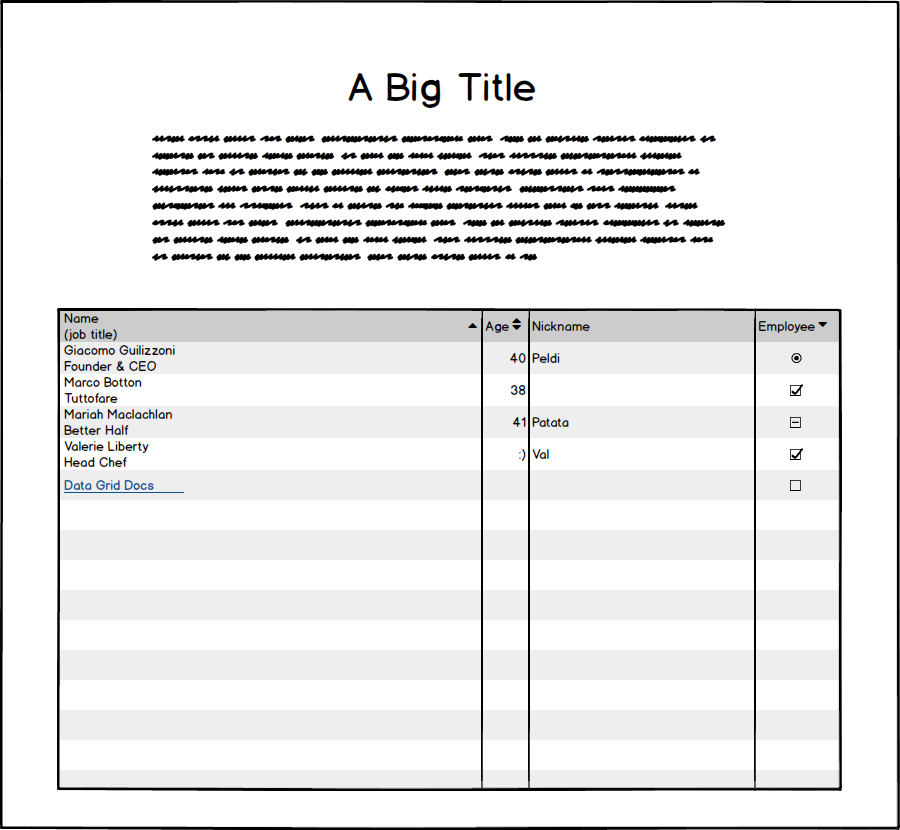 A Big Title
Name
(job title)
Age
Nickname
Employee
Giacomo Guilizzoni
Founder & CEO
40
Peldi
Marco Botton
Tuttofare
38
Mariah Maclachlan
Better Half
41
Patata
Valerie Liberty
Head Chef
:)
Val
Data Grid Docs